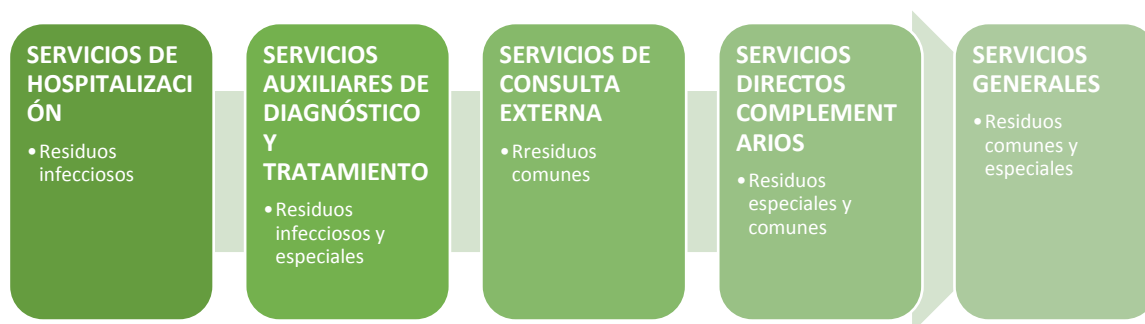 SERVICIOS DE
HOSPITALIZACI
ÓN
•Residuos
infecciosos
SERVICIOS
AUXILIARES DE
DIAGNÓSTICO
Y
TRATAMIENTO
•Residuos
infecciosos y
especiales
SERVICIOS DE
CONSULTA
EXTERNA
•Rresiduos
comunes
SERVICIOS
DIRECTOS
COMPLEMENT
ARIOS
•Residuos
especiales y
comunes
SERVICIOS
GENERALES
•Residuos
comunes y
especiales